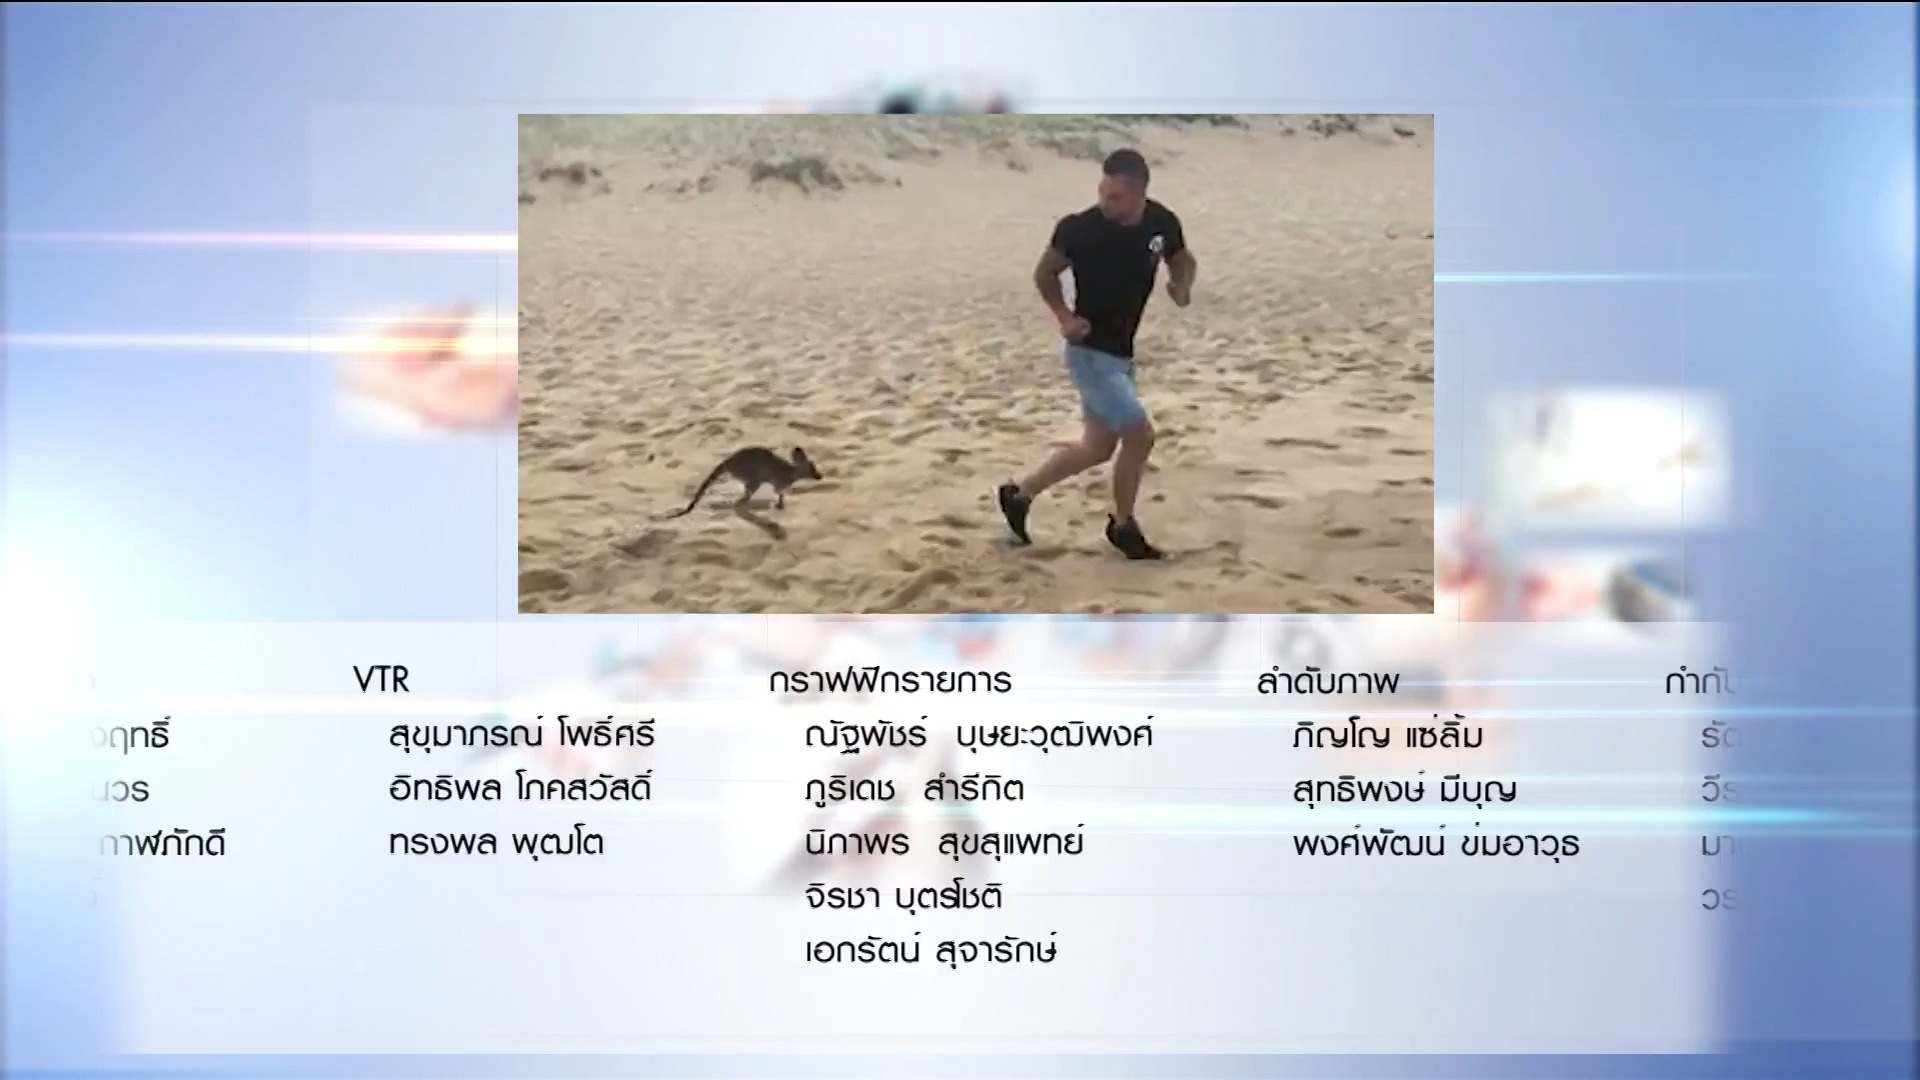 VTR
สุขุมาภรณ์ โพธิ์ศรี
อิทธิพล โภคสวัสดิ์
ทรงพล พุฒโต
กราฟฟิกรายการ
ณัฐพัชร์ บุษยะวุฒิพงศ์
ภูริเดช สำรีกิต
นิภาพร สุขสุแพทย์
จิรชา บุตรโชติ
เอกรัตน์ สุจารักษ์
ลำดับภาพ
ภิญโญ แซ่ลิ้ม
สุทธิพงษ์ มีบุญ
พงศ์พัฒน์ ข่มอาวุธ